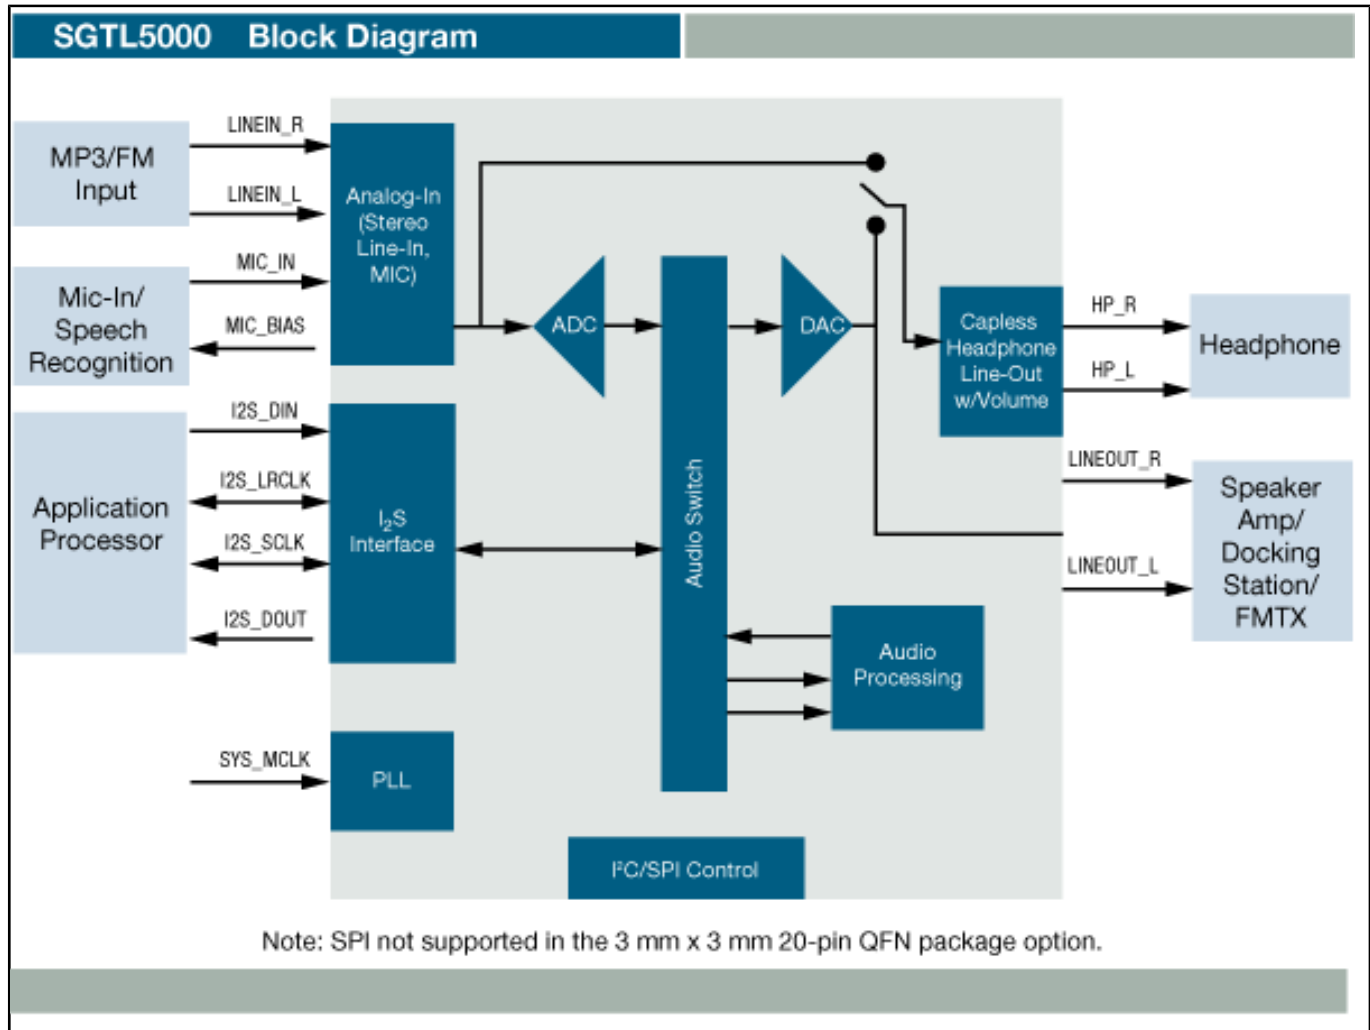 SGTL5000 Block Diagram
MP3/FM
Input
LINEIN_R
LINEIN_L
Mic-In/
Speech
Recognition
MIC_IN
MIC_BIAS
Application
Processor
I2S_DIN
I2S_LRCLK
I2S_SCLK
I2S_DOUT
SYS_MCLK
Analog-In
(Stereo
Line-In,
MIC)
I₂S
Interface
PLL
ADC
Audio Switch
DAC
Audio
Processing
I²C/SPI Control
Capless
Headphone
Line-Out
w/Volume
HP_R
HP_L
Headphone
LINEOUT_R
LINEOUT_L
Speaker
Amp/
Docking
Station/
FMTX
Note: SPI not supported in the 3 mm x 3 mm 20-pin QFN package option.